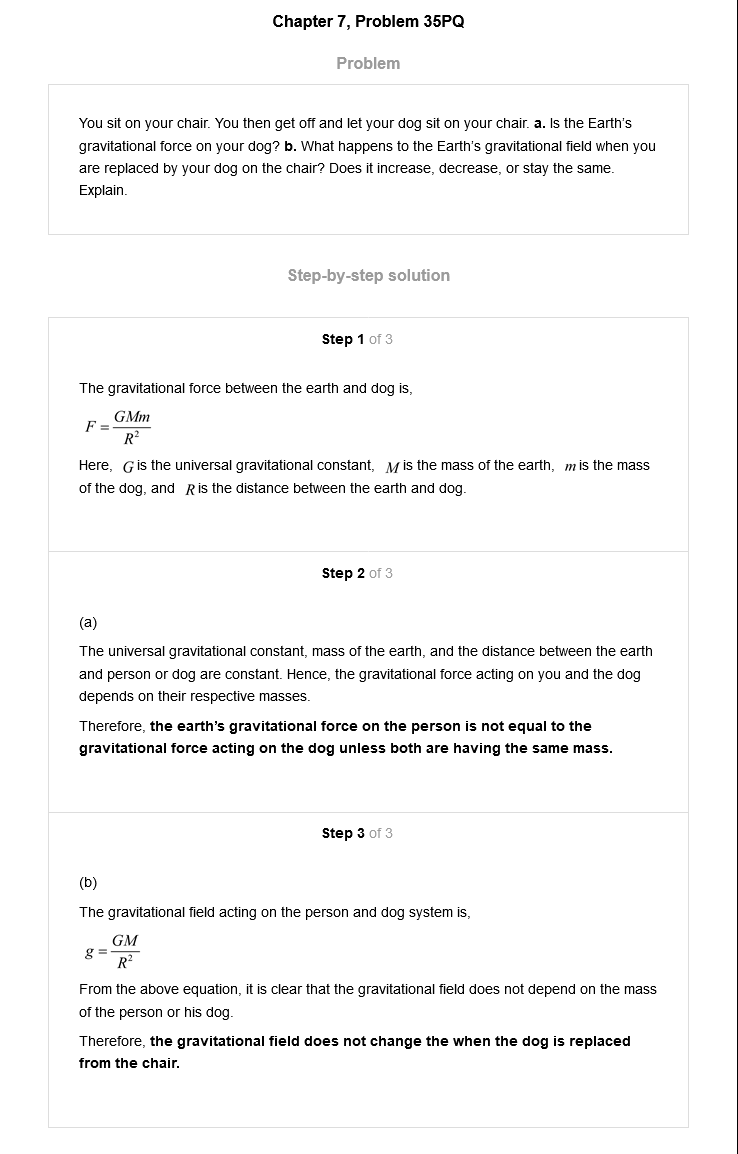 Chapter 7, Problem 35PQ
Problem
You sit on your chair. You then get off and let your dog sit on your chair. a. Is the Earth's
gravitational force on your dog? b. What happens to the Earth's gravitational field when you
are replaced by your dog on the chair? Does it increase, decrease, or stay the same.
Explain.
Step-by-step solution
Step 1 of 3
The gravitational force between the earth and dog is,
F = GMm / R²
Here, G is the universal gravitational constant, M is the mass of the earth, m is the mass
of the dog, and R is the distance between the earth and dog.
Step 2 of 3
(a)
The universal gravitational constant, mass of the earth, and the distance between the earth
and person or dog are constant. Hence, the gravitational force acting on you and the dog
depends on their respective masses.
Therefore, the earth's gravitational force on the person is not equal to the
gravitational force acting on the dog unless both are having the same mass.
Step 3 of 3
(b)
The gravitational field acting on the person and dog system is,
g = GM / R²
From the above equation, it is clear that the gravitational field does not depend on the mass
of the person or his dog.
Therefore, the gravitational field does not change the when the dog is replaced
from the chair.